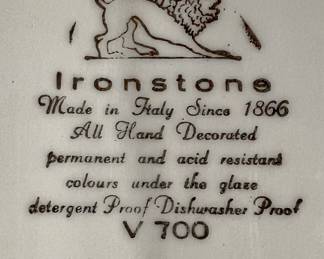 Ironstone
Made in Italy Since 1866
All Hand Decorated
permanent and acid resistant
colours under the glaze
detergent Proof Dishwasher Proof
V 700